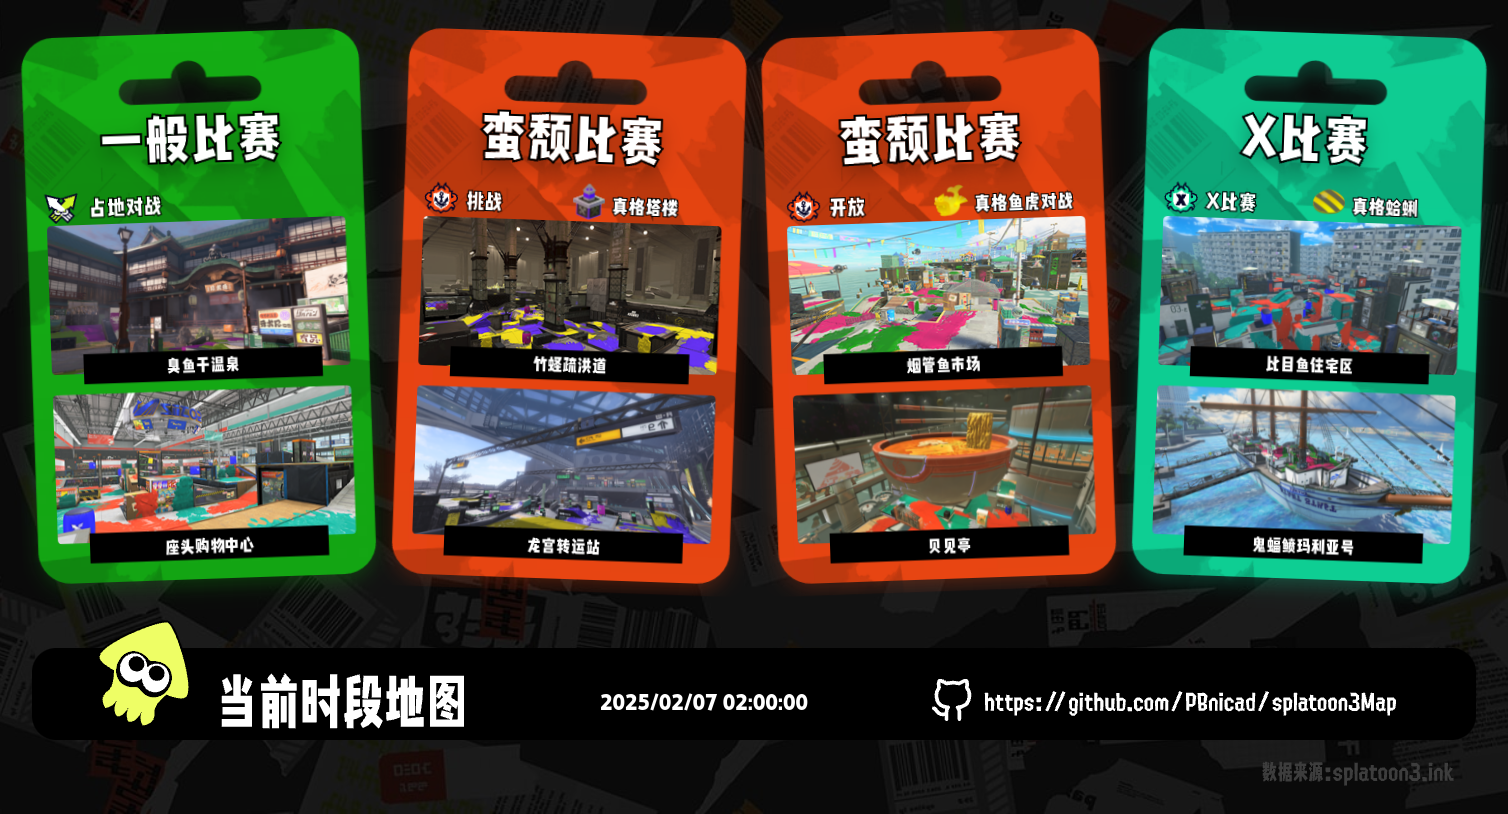 一般比赛
占地对战
臭鱼干温泉
座头购物中心
蛮颓比赛
挑战
真格塔楼
竹蛏疏洪道
龙宫转运站
蛮颓比赛
开放
真格鱼虎对战
烟管鱼市场
贝见亭
X比赛
X比赛
真格蛤蜊
比目鱼住宅区
鬼蝠鲼玛利亚号
当前时段地图
2025/02/07 02:00:00
https://github.com/PBnicad/splatoon3Map
数据来源:splatoon3.ink